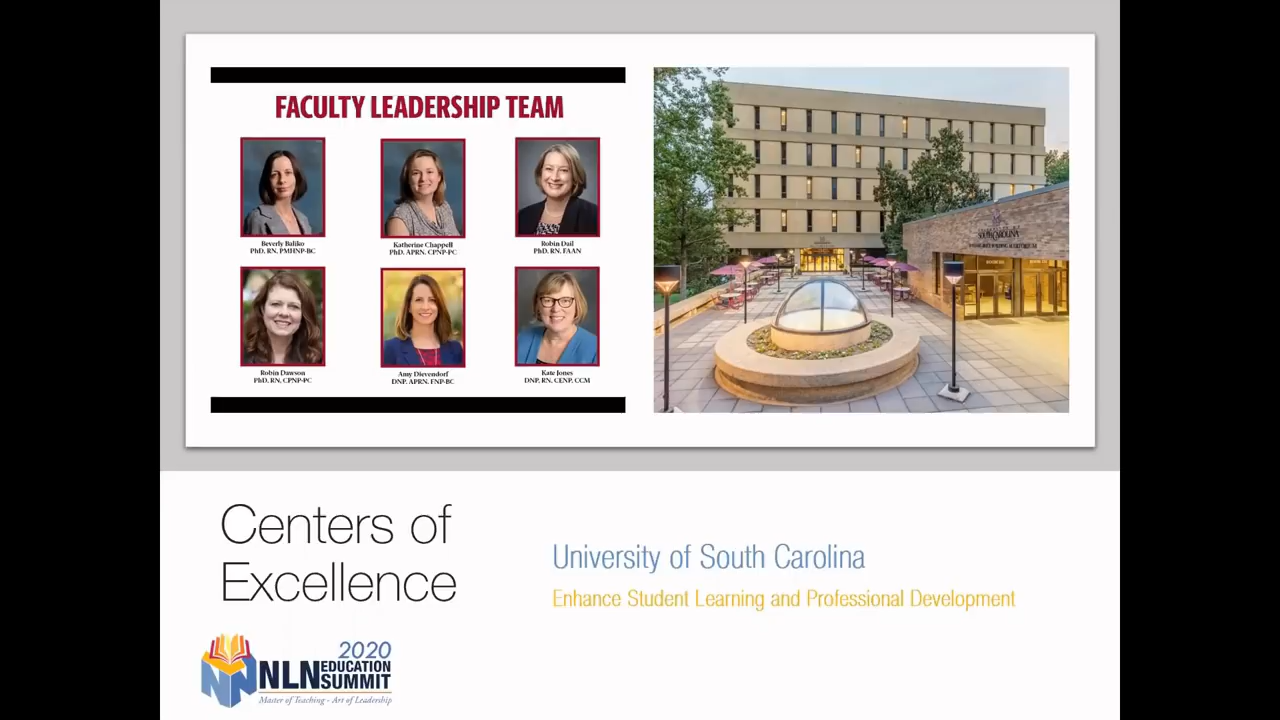 FACULTY LEADERSHIP TEAM
Beverly Baliko
PhD, RN, PMHNP-BC
Katherine Chappell
PhD, APRN, CPNP-PC
Robin Dail
PhD, RN, FAAN
Robin Dawson
PhD, RN, CPNP-PC
Amy Dievendorf
DNP, APRN, FNP-BC
Kate Jones
DNP, RN, CENP, CCM
SOUTH CAROLINA
Centers of
Excellence
University of South Carolina
Enhance Student Learning and Professional Development
2020
NLN EDUCATION
SUMMIT
Master of Teaching - Art of Leadership